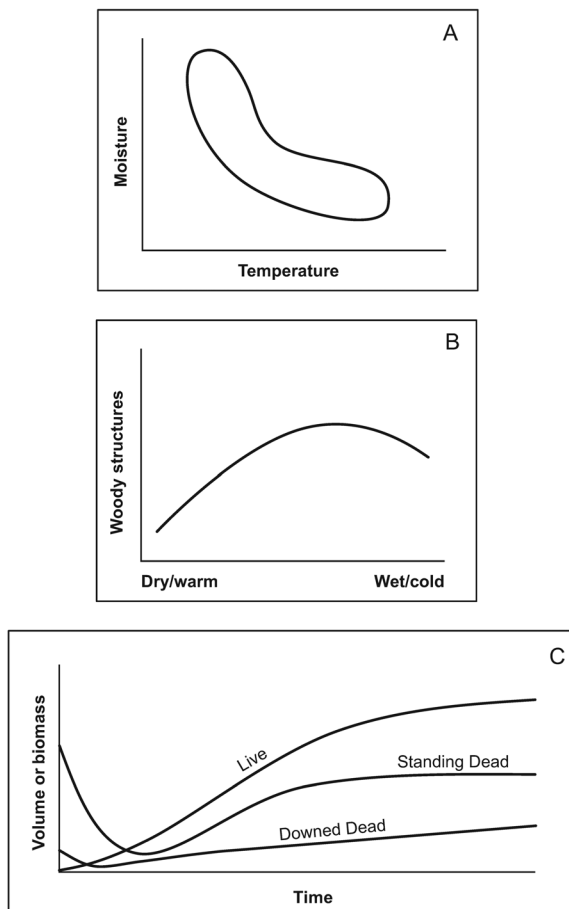 A
Moisture
Temperature
B
Woody structures
Dry/warm
Wet/cold
C
Volume or biomass
Live
Standing Dead
Downed Dead
Time